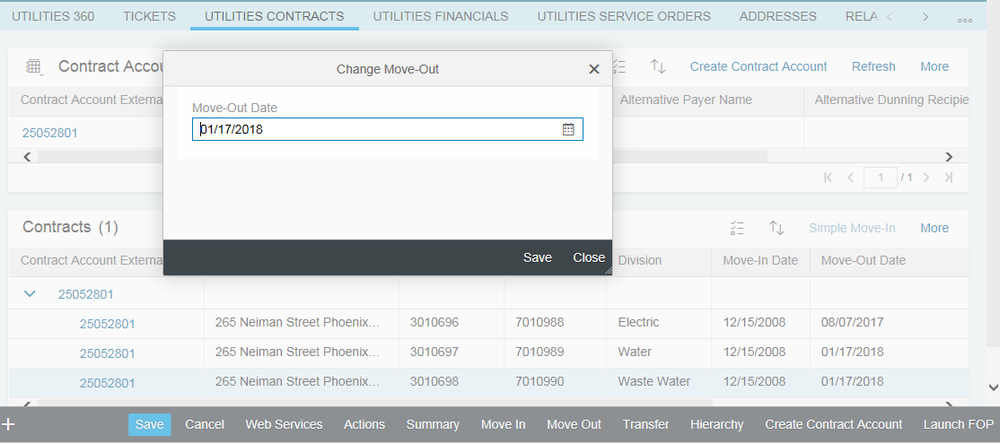 UTILITIES 360 TICKETS UTILITIES CONTRACTS UTILITIES FINANCIALS UTILITIES SERVICE ORDERS ADDRESSES RELA
Contract Accou Create Contract Account Refresh More
Change Move-Out
Contract Account Externa Alternative Payer Name Alternative Dunning Recipie
Move-Out Date
01/17/2018
25052801
1 / 1
Contracts (1) Simple Move-In More
Save Close
Contract Account Externa Division Move-In Date Move-Out Date
25052801
25052801 265 Neiman Street Phoenix... 3010696 7010988 Electric 12/15/2008 08/07/2017
25052801 265 Neiman Street Phoenix... 3010697 7010989 Water 12/15/2008 01/17/2018
25052801 265 Neiman Street Phoenix... 3010698 7010990 Waste Water 12/15/2008 01/17/2018
Save Cancel Web Services Actions Summary Move In Move Out Transfer Hierarchy Create Contract Account Launch FOP